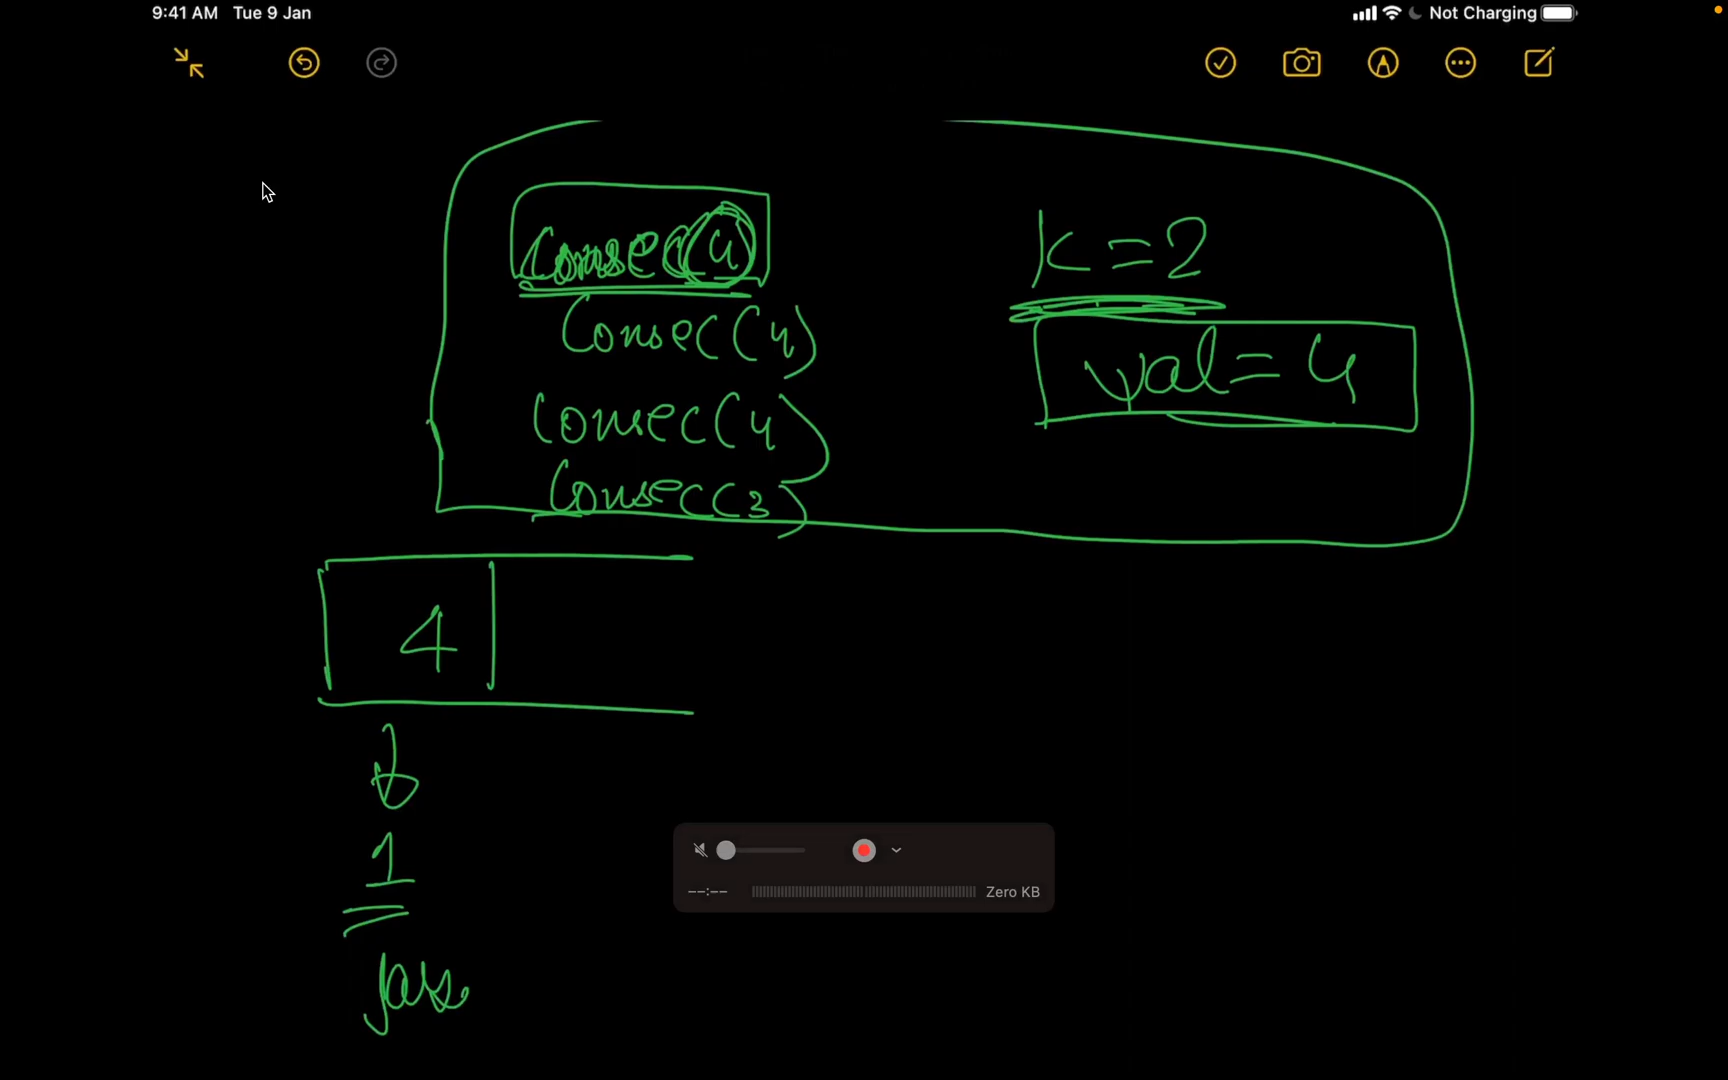 9:41 AM Tue 9 Jan
Not Charging
Consec(4)
k=2
Consec(4)
val=4
Consec(4)
Consec(3)
4
1
--:--
Zero KB